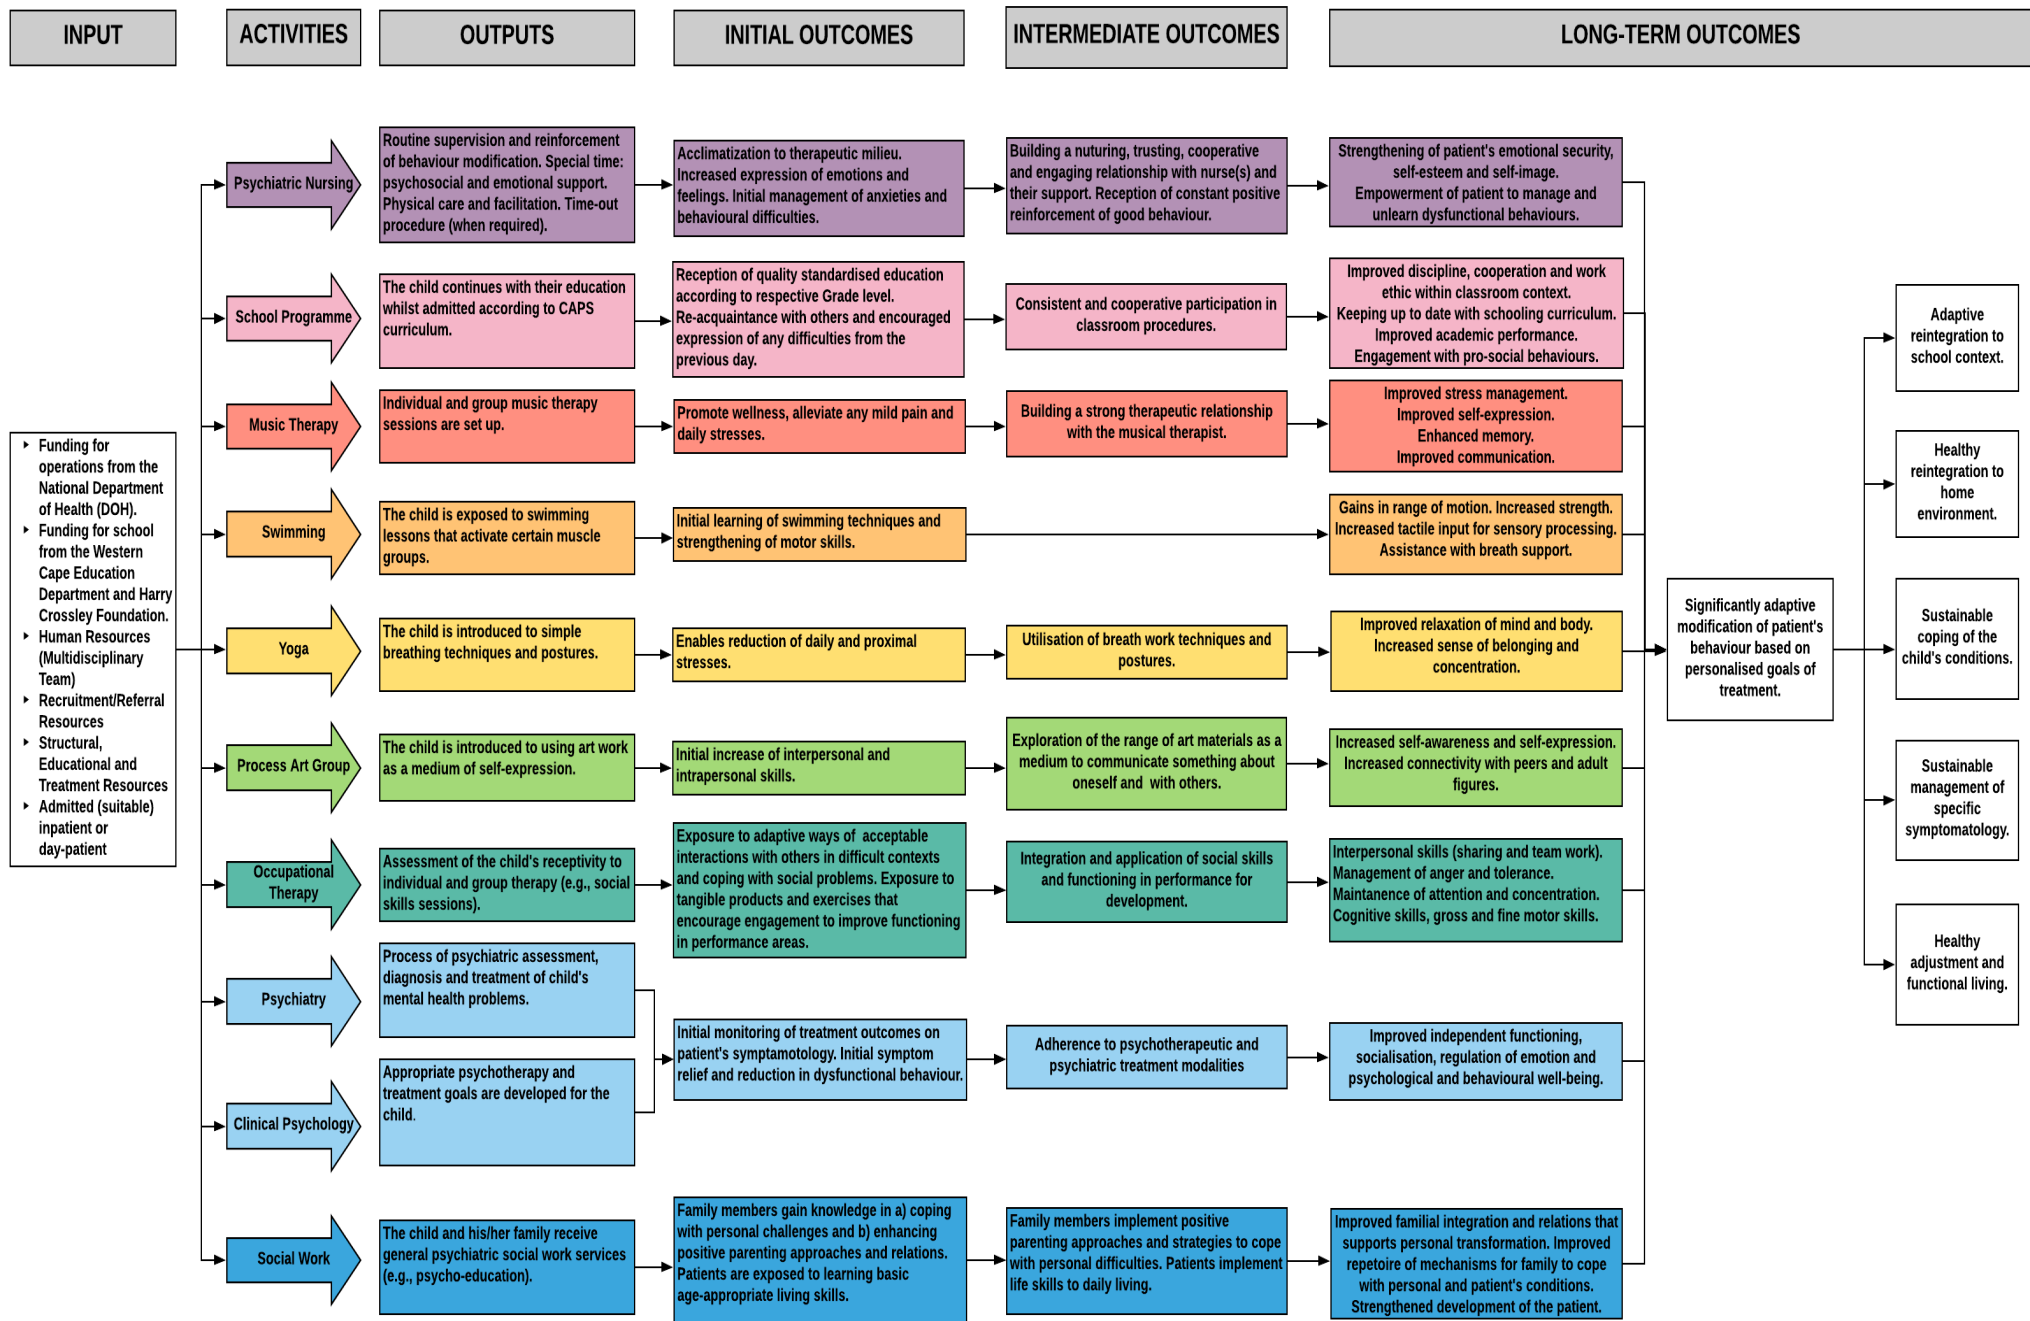 INPUT
ACTIVITIES
OUTPUTS
INITIAL OUTCOMES
INTERMEDIATE OUTCOMES
LONG-TERM OUTCOMES
Funding for
operations from the
National Department
of Health (DOH).
Funding for school
from the Western
Cape Education
Department and Harry
Crossley Foundation.
Human Resources
(Multidisciplinary
Team)
Recruitment/Referral
Resources
Structural,
Educational and
Treatment Resources
Admitted (suitable)
inpatient or
day-patient
Psychiatric Nursing
Routine supervision and reinforcement
of behaviour modification. Special time:
psychosocial and emotional support.
Physical care and facilitation. Time-out
procedure (when required).
Acclimatization to therapeutic milieu.
Increased expression of emotions and
feelings. Initial management of anxieties and
behavioural difficulties.
Building a nuturing, trusting, cooperative
and engaging relationship with nurse(s) and
their support. Reception of constant positive
reinforcement of good behaviour.
Strengthening of patient's emotional security,
self-esteem and self-image.
Empowerment of patient to manage and
unlearn dysfunctional behaviours.
School Programme
The child continues with their education
whilst admitted according to CAPS
curriculum.
Reception of quality standardised education
according to respective Grade level.
Re-acquaintance with others and encouraged
expression of any difficulties from the
previous day.
Consistent and cooperative participation in
classroom procedures.
Improved discipline, cooperation and work
ethic within classroom context.
Keeping up to date with schooling curriculum.
Improved academic performance.
Engagement with pro-social behaviours.
Music Therapy
Individual and group music therapy
sessions are set up.
Promote wellness, alleviate any mild pain and
daily stresses.
Building a strong therapeutic relationship
with the musical therapist.
Improved stress management.
Improved self-expression.
Enhanced memory.
Improved communication.
Swimming
The child is exposed to swimming
lessons that activate certain muscle
groups.
Initial learning of swimming techniques and
strengthening of motor skills.
Gains in range of motion. Increased strength.
Increased tactile input for sensory processing.
Assistance with breath support.
Yoga
The child is introduced to simple
breathing techniques and postures.
Enables reduction of daily and proximal
stresses.
Utilisation of breath work techniques and
postures.
Improved relaxation of mind and body.
Increased sense of belonging and
concentration.
Process Art Group
The child is introduced to using art work
as a medium of self-expression.
Initial increase of interpersonal and
intrapersonal skills.
Exploration of the range of art materials as a
medium to communicate something about
oneself and  with others.
Increased self-awareness and self-expression.
Increased connectivity with peers and adult
figures.
Occupational
Therapy
Assessment of the child's receptivity to
individual and group therapy (e.g., social
skills sessions).
Exposure to adaptive ways of  acceptable
interactions with others in difficult contexts
and coping with social problems. Exposure to
tangible products and exercises that
encourage engagement to improve functioning
in performance areas.
Integration and application of social skills
and functioning in performance for
development.
Interpersonal skills (sharing and team work).
Management of anger and tolerance.
Maintanence of attention and concentration.
Cognitive skills, gross and fine motor skills.
Psychiatry
Process of psychiatric assessment,
diagnosis and treatment of child's
mental health problems.
Clinical Psychology
Appropriate psychotherapy and
treatment goals are developed for the
child.
Initial monitoring of treatment outcomes on
patient's symptamotology. Initial symptom
relief and reduction in dysfunctional behaviour.
Adherence to psychotherapeutic and
psychiatric treatment modalities
Improved independent functioning,
socialisation, regulation of emotion and
psychological and behavioural well-being.
Social Work
The child and his/her family receive
general psychiatric social work services
(e.g., psycho-education).
Family members gain knowledge in a) coping
with personal challenges and b) enhancing
positive parenting approaches and relations.
Patients are exposed to learning basic
age-appropriate living skills.
Family members implement positive
parenting approaches and strategies to cope
with personal difficulties. Patients implement
life skills to daily living.
Improved familial integration and relations that
supports personal transformation. Improved
repetoire of mechanisms for family to cope
with personal and patient's conditions.
Strengthened development of the patient.
Significantly adaptive
modification of patient's
behaviour based on
personalised goals of
treatment.
Adaptive
reintegration to
school context.
Healthy
reintegration to
home
environment.
Sustainable
coping of the
child's conditions.
Sustainable
management of
specific
symptomatology.
Healthy
adjustment and
functional living.